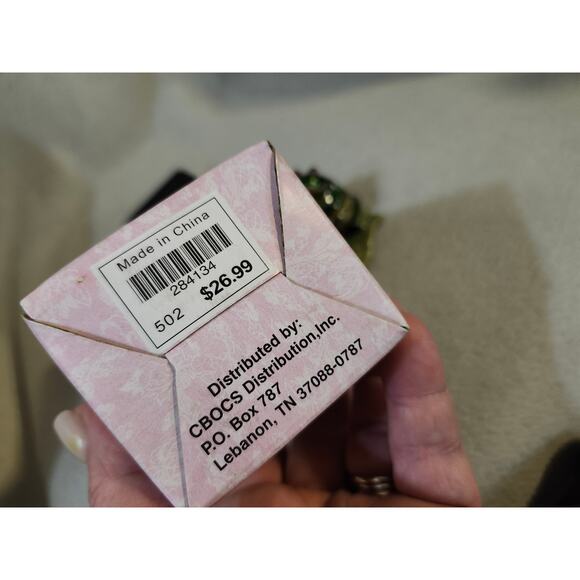 Made in China
284134
502 $26.99
Distributed by:
CBOCS Distribution,Inc.
P.O. Box 787
Lebanon, TN 37088-0787